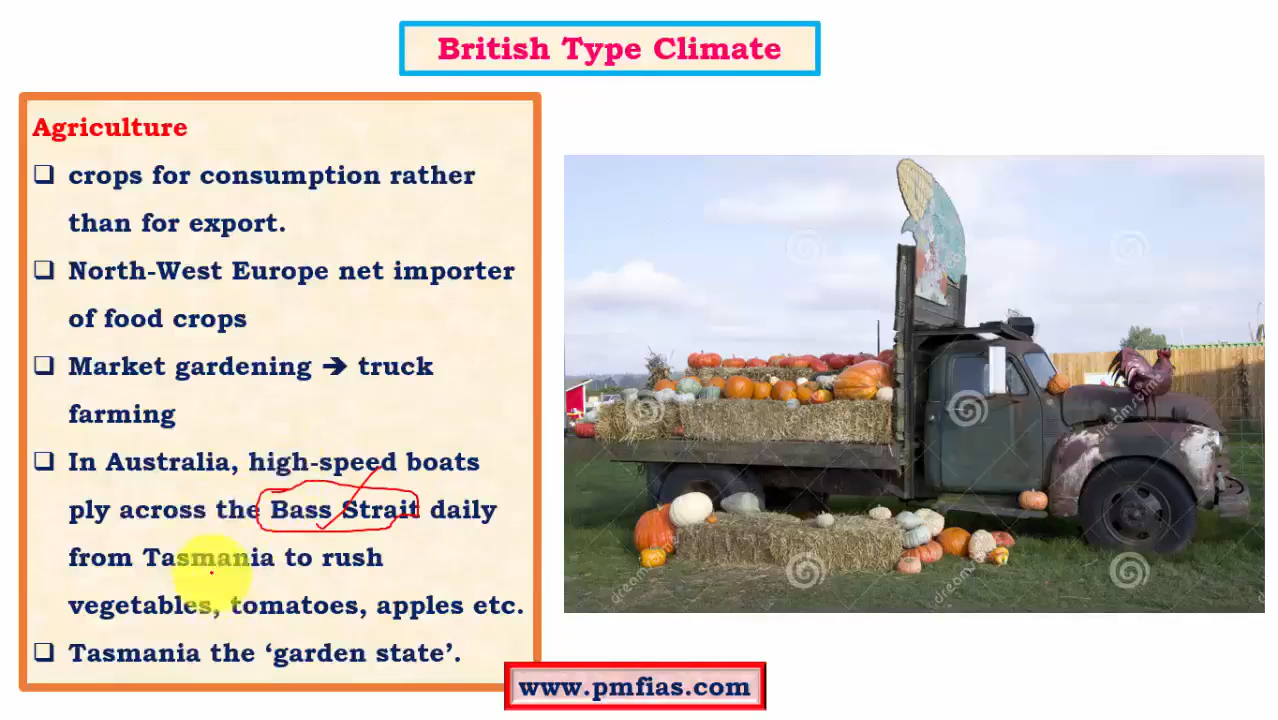 British Type Climate
Agriculture
❑ crops for consumption rather
than for export.
❑ North-West Europe net importer
of food crops
❑ Market gardening ➔ truck
farming
❑ In Australia, high-speed boats
ply across the Bass Strait daily
from Tasmania to rush
vegetables, tomatoes, apples etc.
❑ Tasmania the ‘garden state’.
www.pmfias.com